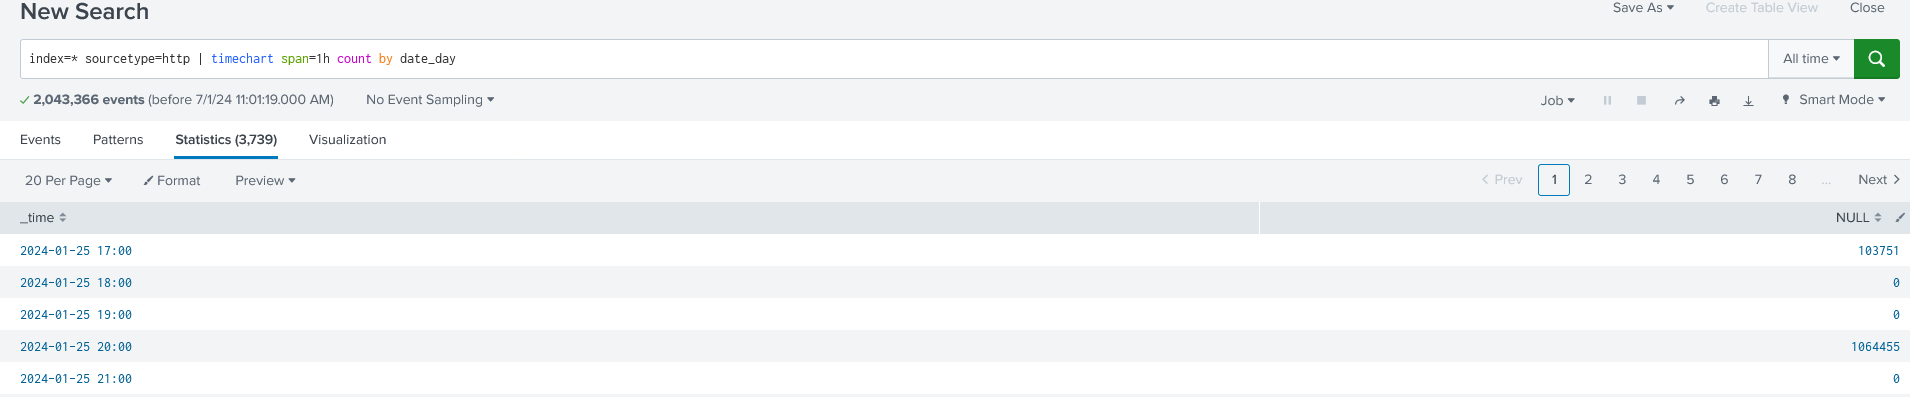 New Search
Save As Create Table View Close
index=* sourcetype=http | timechart span=1h count by date_day
All time
2,043,366 events (before 7/1/24 11:01:19.000 AM) No Event Sampling
Job Smart Mode
Events Patterns Statistics (3,739) Visualization
20 Per Page Format Preview
Prev 1 2 3 4 5 6 7 8 ... Next
_time NULL
2024-01-25 17:00 103751
2024-01-25 18:00 0
2024-01-25 19:00 0
2024-01-25 20:00 1064455
2024-01-25 21:00 0